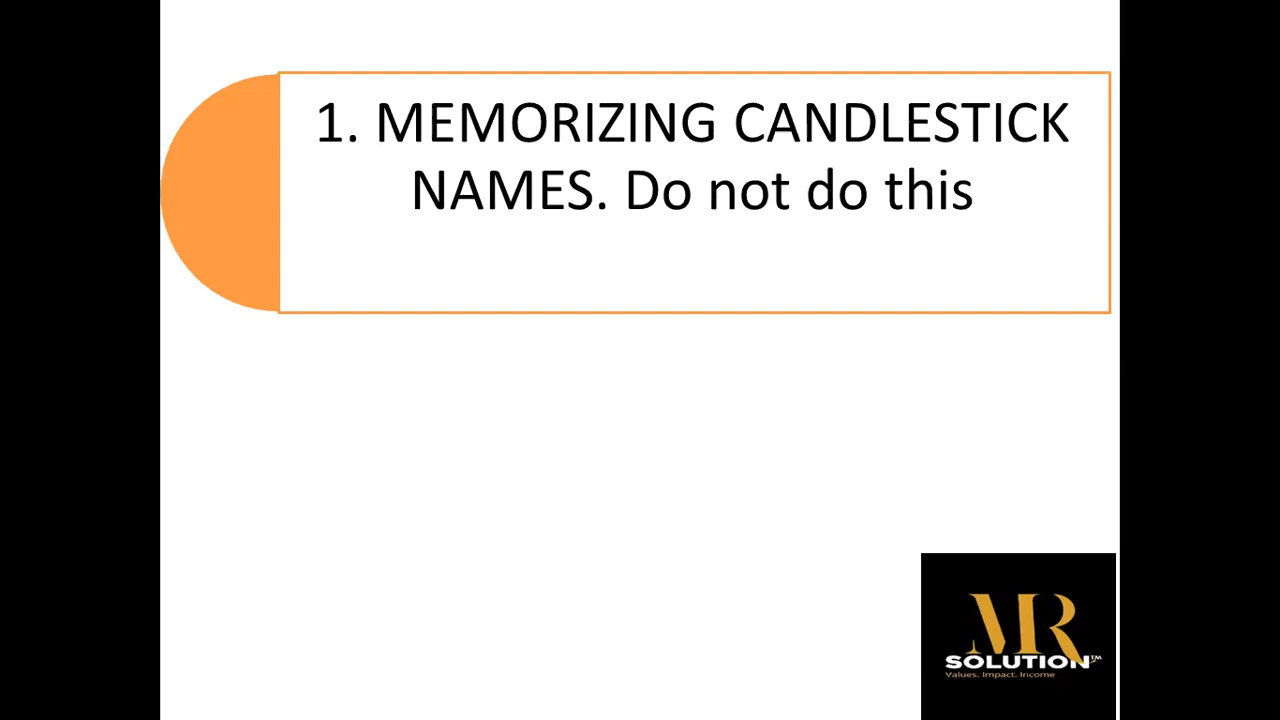 1. MEMORIZING CANDLESTICK
NAMES. Do not do this
MR
SOLUTION™
Values. Impact. Income